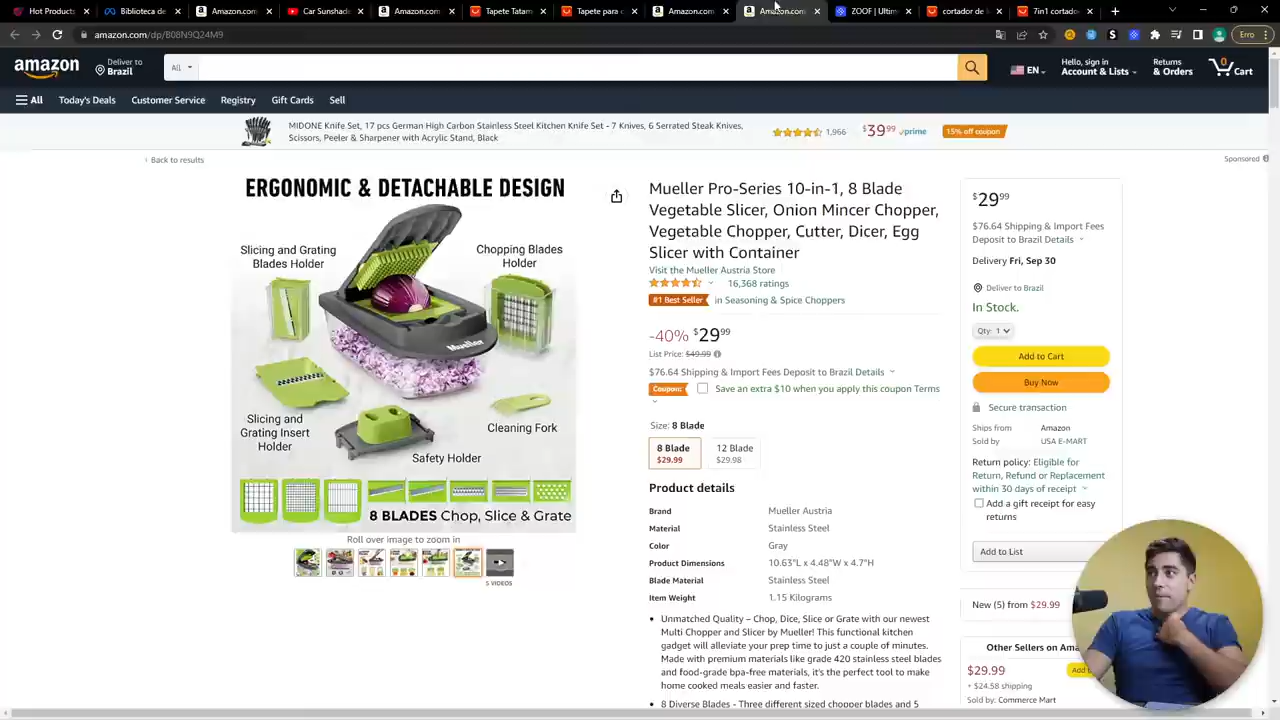 Hot Products
Biblioteca de
Amazon.com
Car Sunshade
Amazon.com
Tapete Tatam
Tapete para c
Amazon.com
Amazon.com
ZOOF | Últim
cortador de l
7in1 cortado
amazon.com/dp/B08N9Q24M9
Erro
amazon
Deliver to
Brazil
All
EN
Hello, sign in
Account & Lists
Returns
& Orders
0
Cart
All
Today's Deals
Customer Service
Registry
Gift Cards
Sell
MIDONE Knife Set, 17 pcs German High Carbon Stainless Steel Kitchen Knife Set - 7 Knives, 6 Serrated Steak Knives,
Scissors, Peeler & Sharpener with Acrylic Stand, Black
1,966
$39.99
prime
15% off coupon
‹ Back to results
Sponsored
ERGONOMIC & DETACHABLE DESIGN
Slicing and Grating
Blades Holder
Chopping Blades
Holder
Mueller
Slicing and
Grating Insert
Holder
Cleaning Fork
Safety Holder
8 BLADES Chop, Slice & Grate
Roll over image to zoom in
5 VIDEOS
Mueller Pro-Series 10-in-1, 8 Blade
Vegetable Slicer, Onion Mincer Chopper,
Vegetable Chopper, Cutter, Dicer, Egg
Slicer with Container
Visit the Mueller Austria Store
16,368 ratings
#1 Best Seller in Seasoning & Spice Choppers
-40% $29.99
List Price: $49.99
$76.64 Shipping & Import Fees Deposit to Brazil Details
Coupon: Save an extra $10 when you apply this coupon Terms
Size: 8 Blade
8 Blade
$29.99
12 Blade
$29.98
Product details
Brand Mueller Austria
Material Stainless Steel
Color Gray
Product Dimensions 10.63"L x 4.48"W x 4.7"H
Blade Material Stainless Steel
Item Weight 1.15 Kilograms
• Unmatched Quality – Chop, Dice, Slice or Grate with our newest
Multi Chopper and Slicer by Mueller! This functional kitchen
gadget will alleviate your prep time to just a couple of minutes.
Made with premium materials like grade 420 stainless steel blades
and food-grade bpa-free materials, it's the perfect tool to make
home cooked meals easier and faster.
• 8 Diverse Blades - Three different sized chopper blades and 5
$29.99
$76.64 Shipping & Import Fees
Deposit to Brazil Details
Delivery Fri, Sep 30
Deliver to Brazil
In Stock.
Qty: 1
Add to Cart
Buy Now
Secure transaction
Ships from Amazon
Sold by USA E-MART
Return policy: Eligible for
Return, Refund or Replacement
within 30 days of receipt
Add a gift receipt for easy
returns
Add to List
New (5) from $29.99
Other Sellers on
$29.99
+ $24.58 shipping
Sold by: Commerce Mart